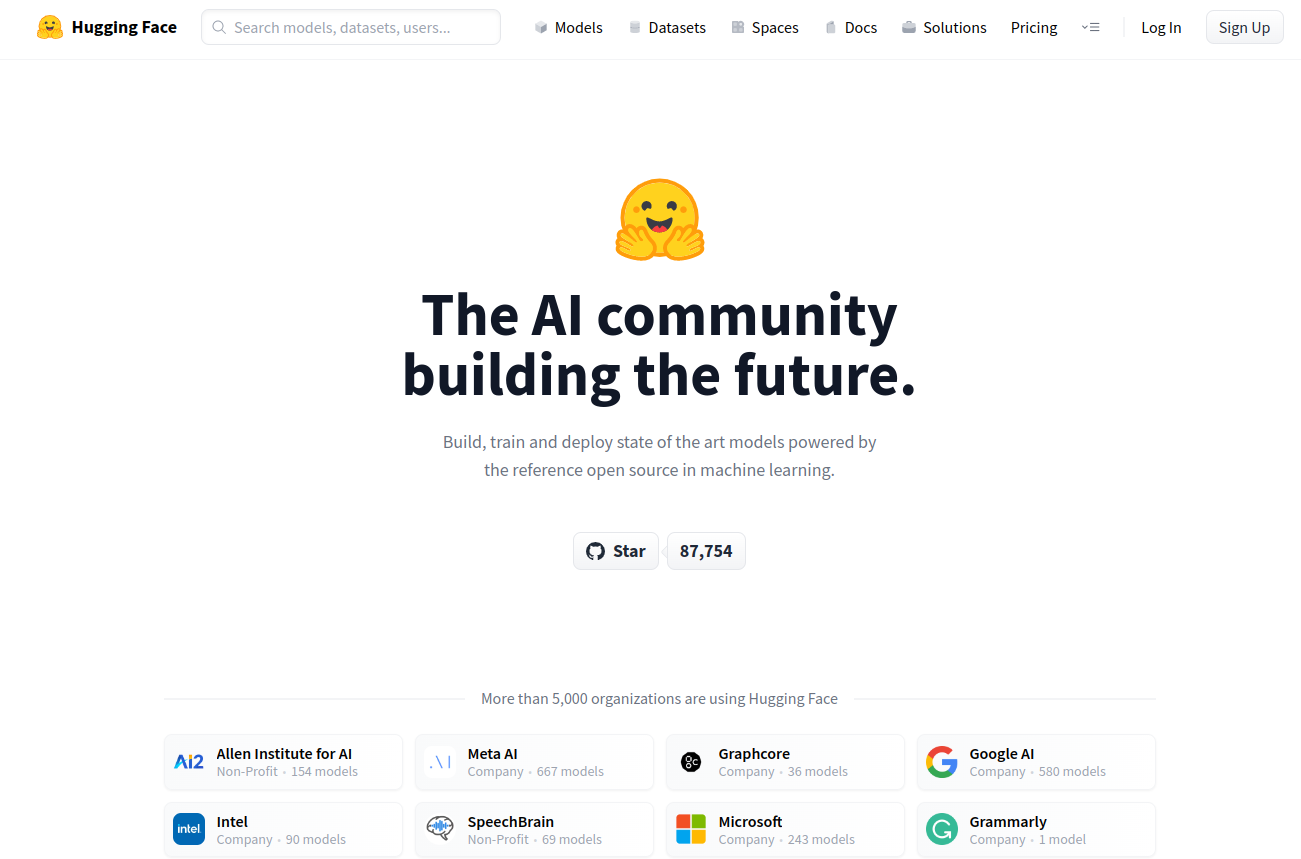 Hugging Face Search models, datasets, users... Models Datasets Spaces Docs Solutions Pricing Log In Sign Up
The AI community
building the future.
Build, train and deploy state of the art models powered by
the reference open source in machine learning.
Star 87,754
More than 5,000 organizations are using Hugging Face
Ai2 Allen Institute for AI
Non-Profit • 154 models
.\| Meta AI
Company • 667 models
Graphcore
Company • 36 models
G Google AI
Company • 580 models
intel Intel
Company • 90 models
SpeechBrain
Non-Profit • 69 models
Microsoft
Company • 243 models
G Grammarly
Company • 1 model